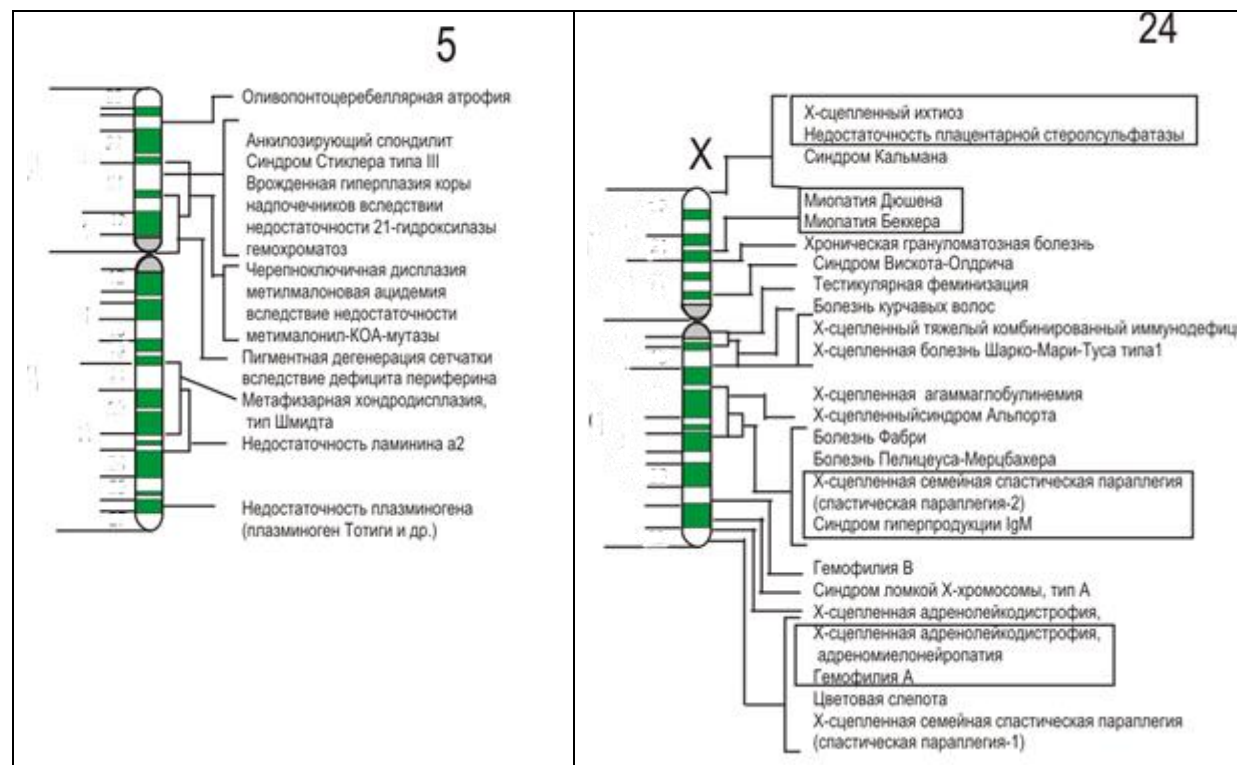 5
Оливопонтоцеребеллярная атрофия
Анкилозирующий спондилит
Синдром Стиклера типа III
Врожденная гиперплазия коры
надпочечников вследствии
недостаточности 21-гидроксилазы
гемохроматоз
Черепноключичная дисплазия
метилмалоновая ацидемия
вследствие недостаточности
метималонил-КОА-мутазы
Пигментная дегенерация сетчатки
вследствие дефицита периферина
Метафизарная хондродисплазия,
тип Шмидта
Недостаточность ламинина а2
Недостаточность плазминогена
(плазминоген Тотиги и др.)
24
X
Х-сцепленный ихтиоз
Недостаточность плацентарной стеролсульфатазы
Синдром Кальмана
Миопатия Дюшена
Миопатия Беккера
Хроническая грануломатозная болезнь
Синдром Вискота-Олдрича
Тестикулярная феминизация
Болезнь курчавых волос
Х-сцепленный тяжелый комбинированный иммунодефиц
Х-сцепленная болезнь Шарко-Мари-Туса типа1
Х-сцепленная агаммаглобулинемия
Х-сцепленныйсиндром Альпорта
Болезнь Фабри
Болезнь Пелицеуса-Мерцбахера
Х-сцепленная семейная спастическая параплегия
(спастическая параплегия-2)
Синдром гиперпродукции IgM
Гемофилия В
Синдром ломкой Х-хромосомы, тип А
Х-сцепленная адренолейкодистрофия,
Х-сцепленная адренолейкодистрофия,
адреномиелонейропатия
Гемофилия А
Цветовая слепота
Х-сцепленная семейная спастическая параплегия
(спастическая параплегия-1)